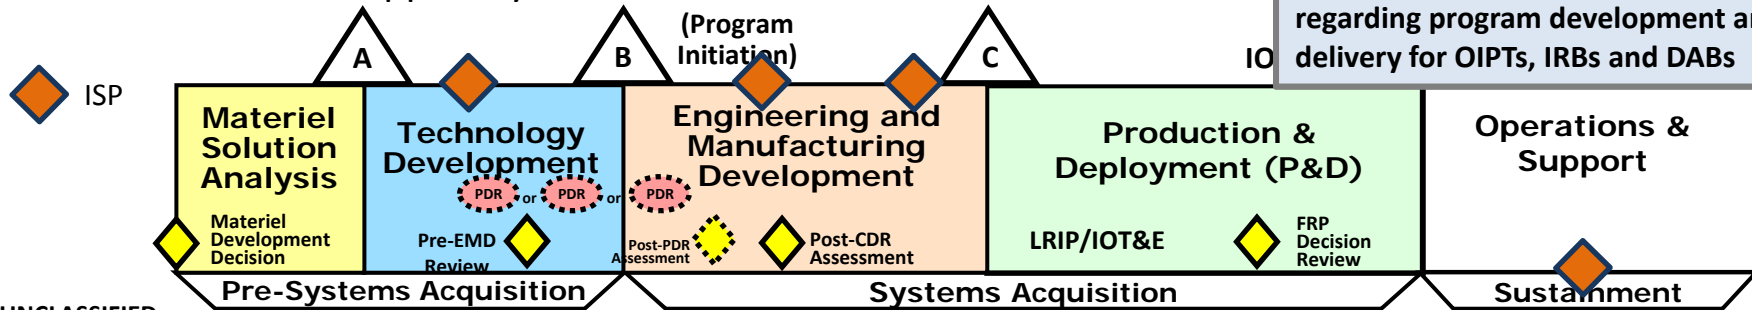 (Program
Initiation)
regarding program development
delivery for OIPTs, IRBs and DABs
A
B
C
IO
ISP
Materiel
Solution
Analysis
Technology
Development
Engineering and
Manufacturing
Development
Production &
Deployment (P&D)
Operations &
Support
PDR or PDR or PDR
Materiel
Development
Decision
Pre-EMD
Review
Post-PDR
Assessment
Post-CDR
Assessment
LRIP/IOT&E
FRP
Decision
Review
Pre-Systems Acquisition
Systems Acquisition
Sustainment
UNCLASSIFIED